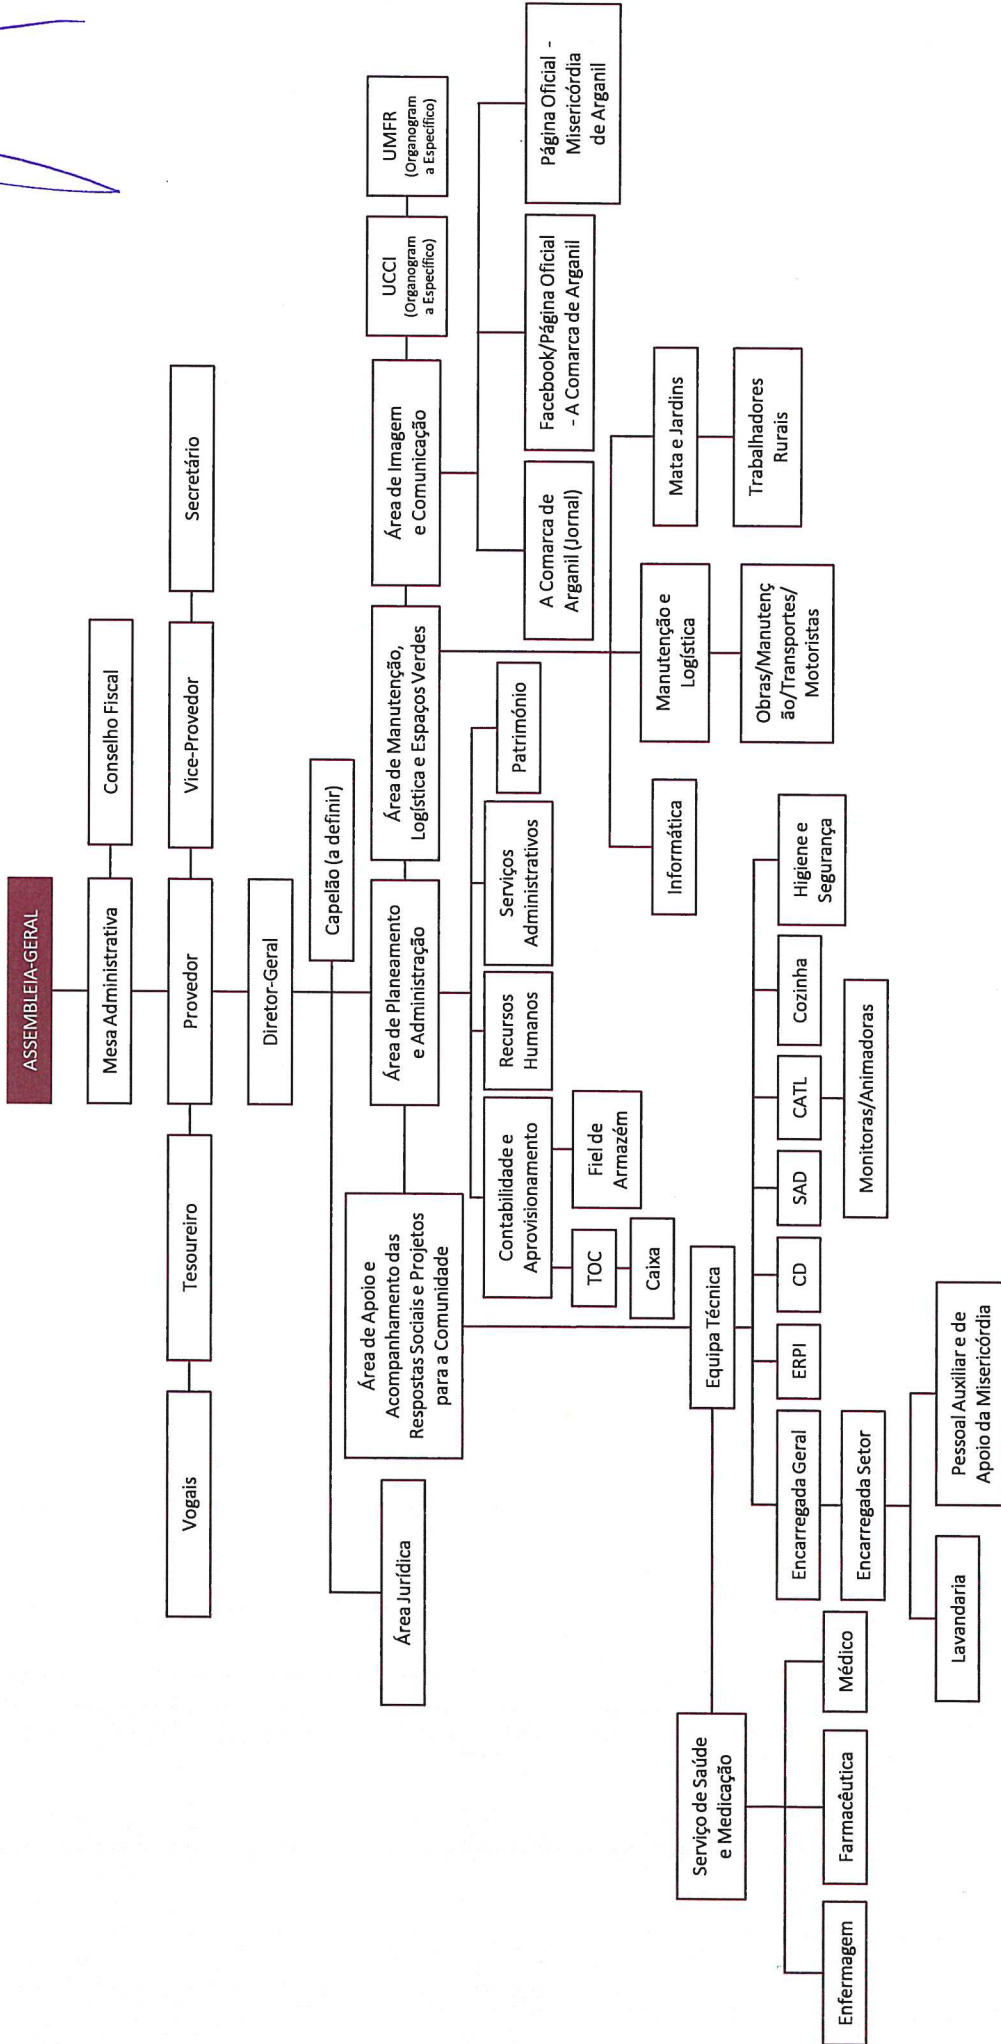 ASSEMBLEIA-GERAL
Mesa Administrativa
Conselho Fiscal
Vogais
Tesoureiro
Provedor
Vice-Provedor
Secretário
Diretor-Geral
Capelão (a definir)
Área Jurídica
Área de Apoio e
Acompanhamento das
Respostas Sociais e Projetos
para a Comunidade
Área de Planeamento
e Administração
Área de Manutenção,
Logística e Espaços Verdes
Área de Imagem
e Comunicação
UCCI
(Organogram
a Específico)
UMFR
(Organogram
a Específico)
Contabilidade e
Aprovisionamento
Recursos
Humanos
Serviços
Administrativos
Património
A Comarca de
Arganil (Jornal)
Facebook/Página Oficial
- A Comarca de Arganil
Página Oficial -
Misericórdia
de Arganil
TOC
Fiel de
Armazém
Caixa
Informática
Manutenção e
Logística
Mata e Jardins
Obras/Manutenç
ão/Transportes/
Motoristas
Trabalhadores
Rurais
Serviço de Saúde
e Medicação
Equipa Técnica
Encarregada Geral
ERPI
CD
SAD
CATL
Cozinha
Higiene e
Segurança
Enfermagem
Farmacêutica
Médico
Encarregada Setor
Monitoras/Animadoras
Lavandaria
Pessoal Auxiliar e de
Apoio da Misericórdia